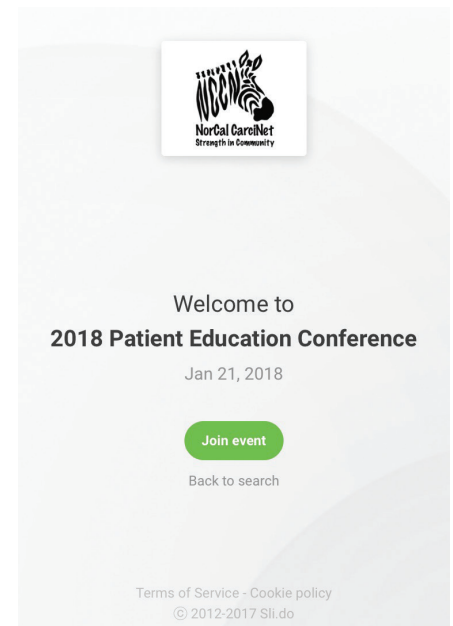 NCCN
NorCal CarciNet
Strength in Community
Welcome to
2018 Patient Education Conference
Jan 21, 2018
Join event
Back to search
Terms of Service - Cookie policy
© 2012-2017 Sli.do